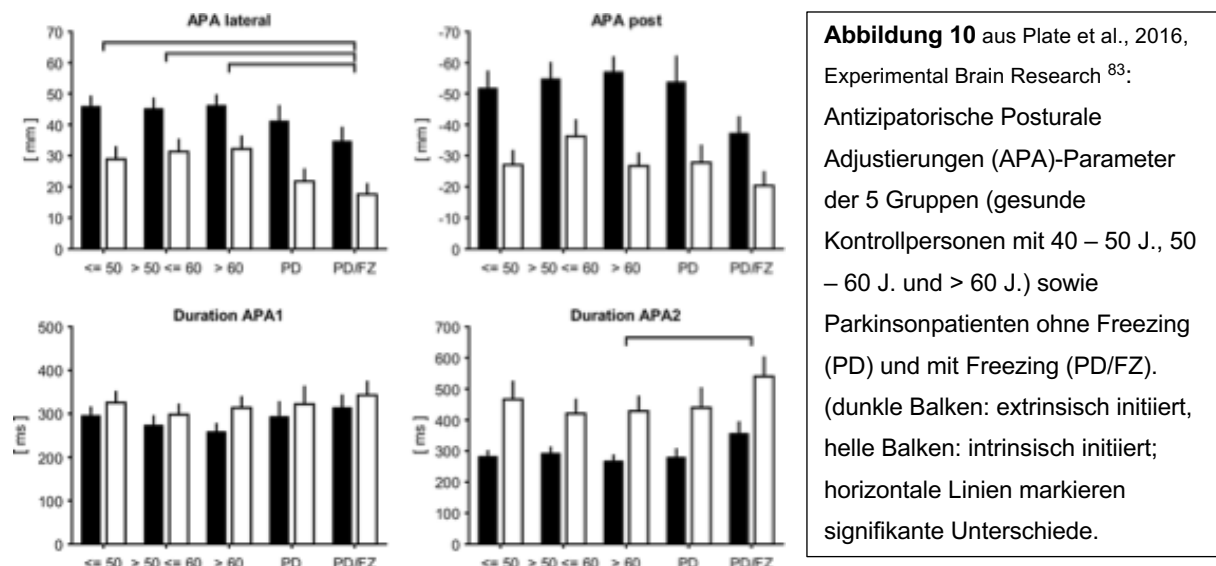 APA lateral
70
60
50
40
30
20
10
0
[ mm ]
<= 50 > 50 <= 60 > 60 PD PD/FZ
APA post
-70
-60
-50
-40
-30
-20
-10
0
[ mm ]
<= 50 > 50 <= 60 > 60 PD PD/FZ
Duration APA1
500
400
300
200
100
0
[ ms ]
<= 50 > 50 <= 60 > 60 PD PD/FZ
Duration APA2
700
600
500
400
300
200
100
0
[ ms ]
<= 50 > 50 <= 60 > 60 PD PD/FZ
Abbildung 10 aus Plate et al., 2016,
Experimental Brain Research 83:
Antizipatorische Posturale
Adjustierungen (APA)-Parameter
der 5 Gruppen (gesunde
Kontrollpersonen mit 40 – 50 J., 50
– 60 J. und > 60 J.) sowie
Parkinsonpatienten ohne Freezing
(PD) und mit Freezing (PD/FZ).
(dunkle Balken: extrinsisch initiiert,
helle Balken: intrinsisch initiiert;
horizontale Linien markieren
signifikante Unterschiede.